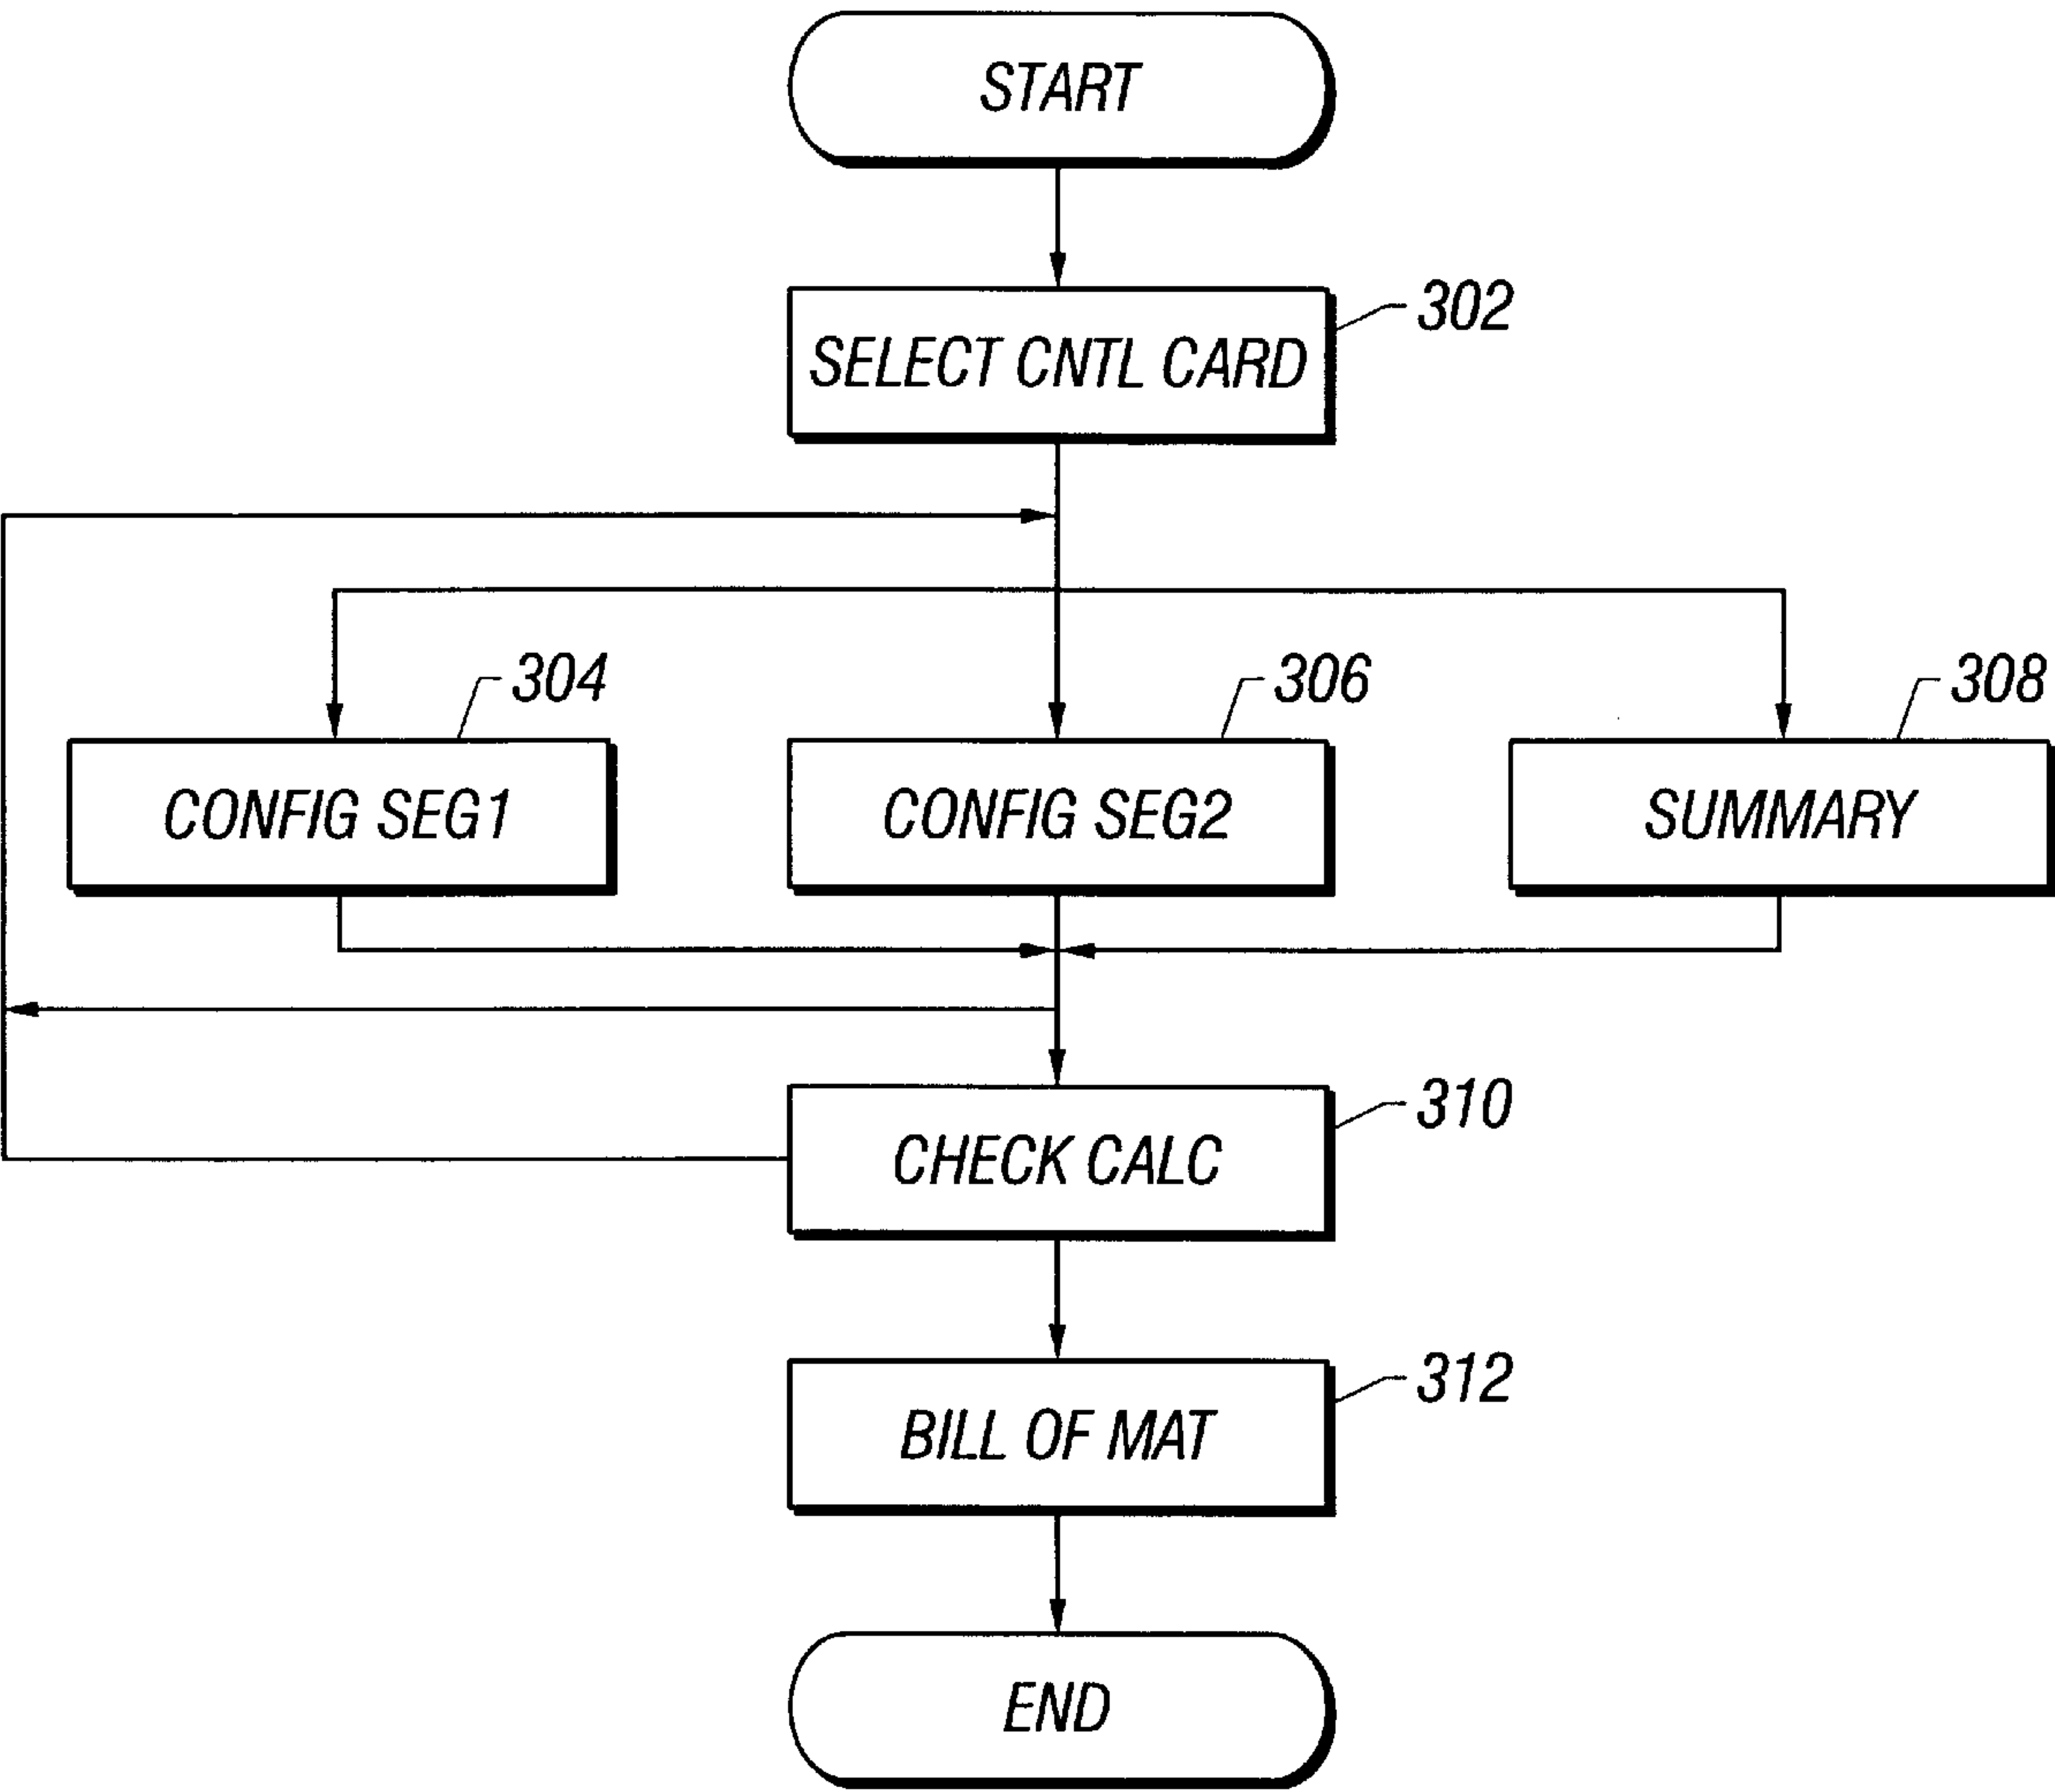 START
302
SELECT CNTL CARD
304
306
308
CONFIG SEG1
CONFIG SEG2
SUMMARY
310
CHECK CALC
312
BILL OF MAT
END